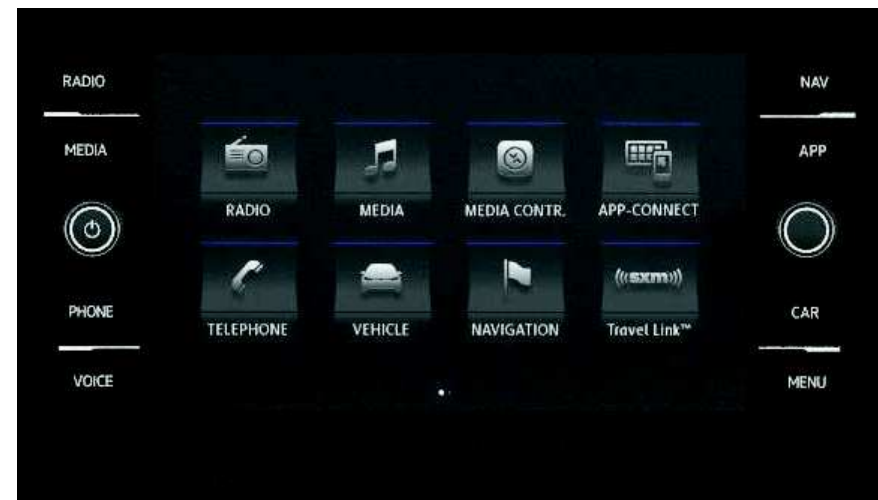 RADIO
NAV
MEDIA
APP
RADIO
MEDIA
MEDIA CONTR.
APP-CONNECT
PHONE
CAR
sxm
TELEPHONE
VEHICLE
NAVIGATION
Travel Link™
VOICE
MENU